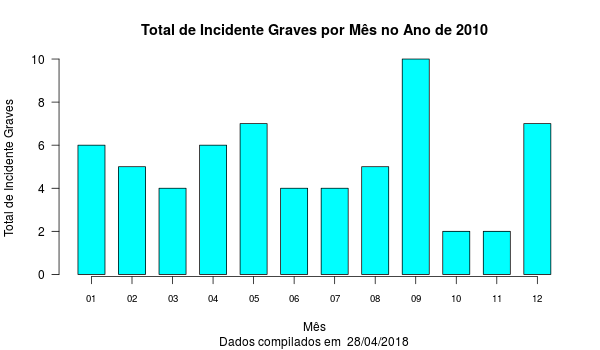 Total de Incidente Graves por Mês no Ano de 2010
Total de Incidente Graves
10
8
6
4
2
0
01 02 03 04 05 06 07 08 09 10 11 12
Mês
Dados compilados em 28/04/2018